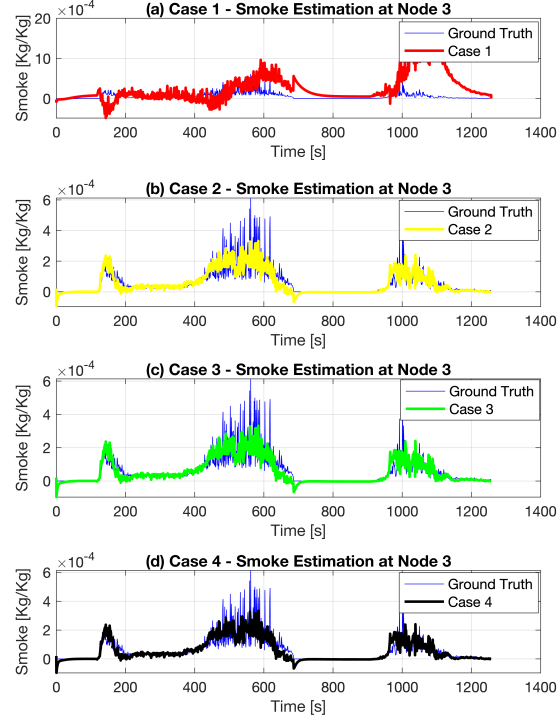 (a) Case 1 - Smoke Estimation at Node 3
×10-4
20
10
0
Smoke [Kg/Kg]
Ground Truth
Case 1
0 200 400 600 800 1000 1200 1400
Time [s]
(b) Case 2 - Smoke Estimation at Node 3
×10-4
6
4
2
0
Smoke [Kg/Kg]
Ground Truth
Case 2
0 200 400 600 800 1000 1200 1400
Time [s]
(c) Case 3 - Smoke Estimation at Node 3
×10-4
6
4
2
0
Smoke [Kg/Kg]
Ground Truth
Case 3
0 200 400 600 800 1000 1200 1400
Time [s]
(d) Case 4 - Smoke Estimation at Node 3
×10-4
6
4
2
0
Smoke [Kg/Kg]
Ground Truth
Case 4
0 200 400 600 800 1000 1200 1400
Time [s]